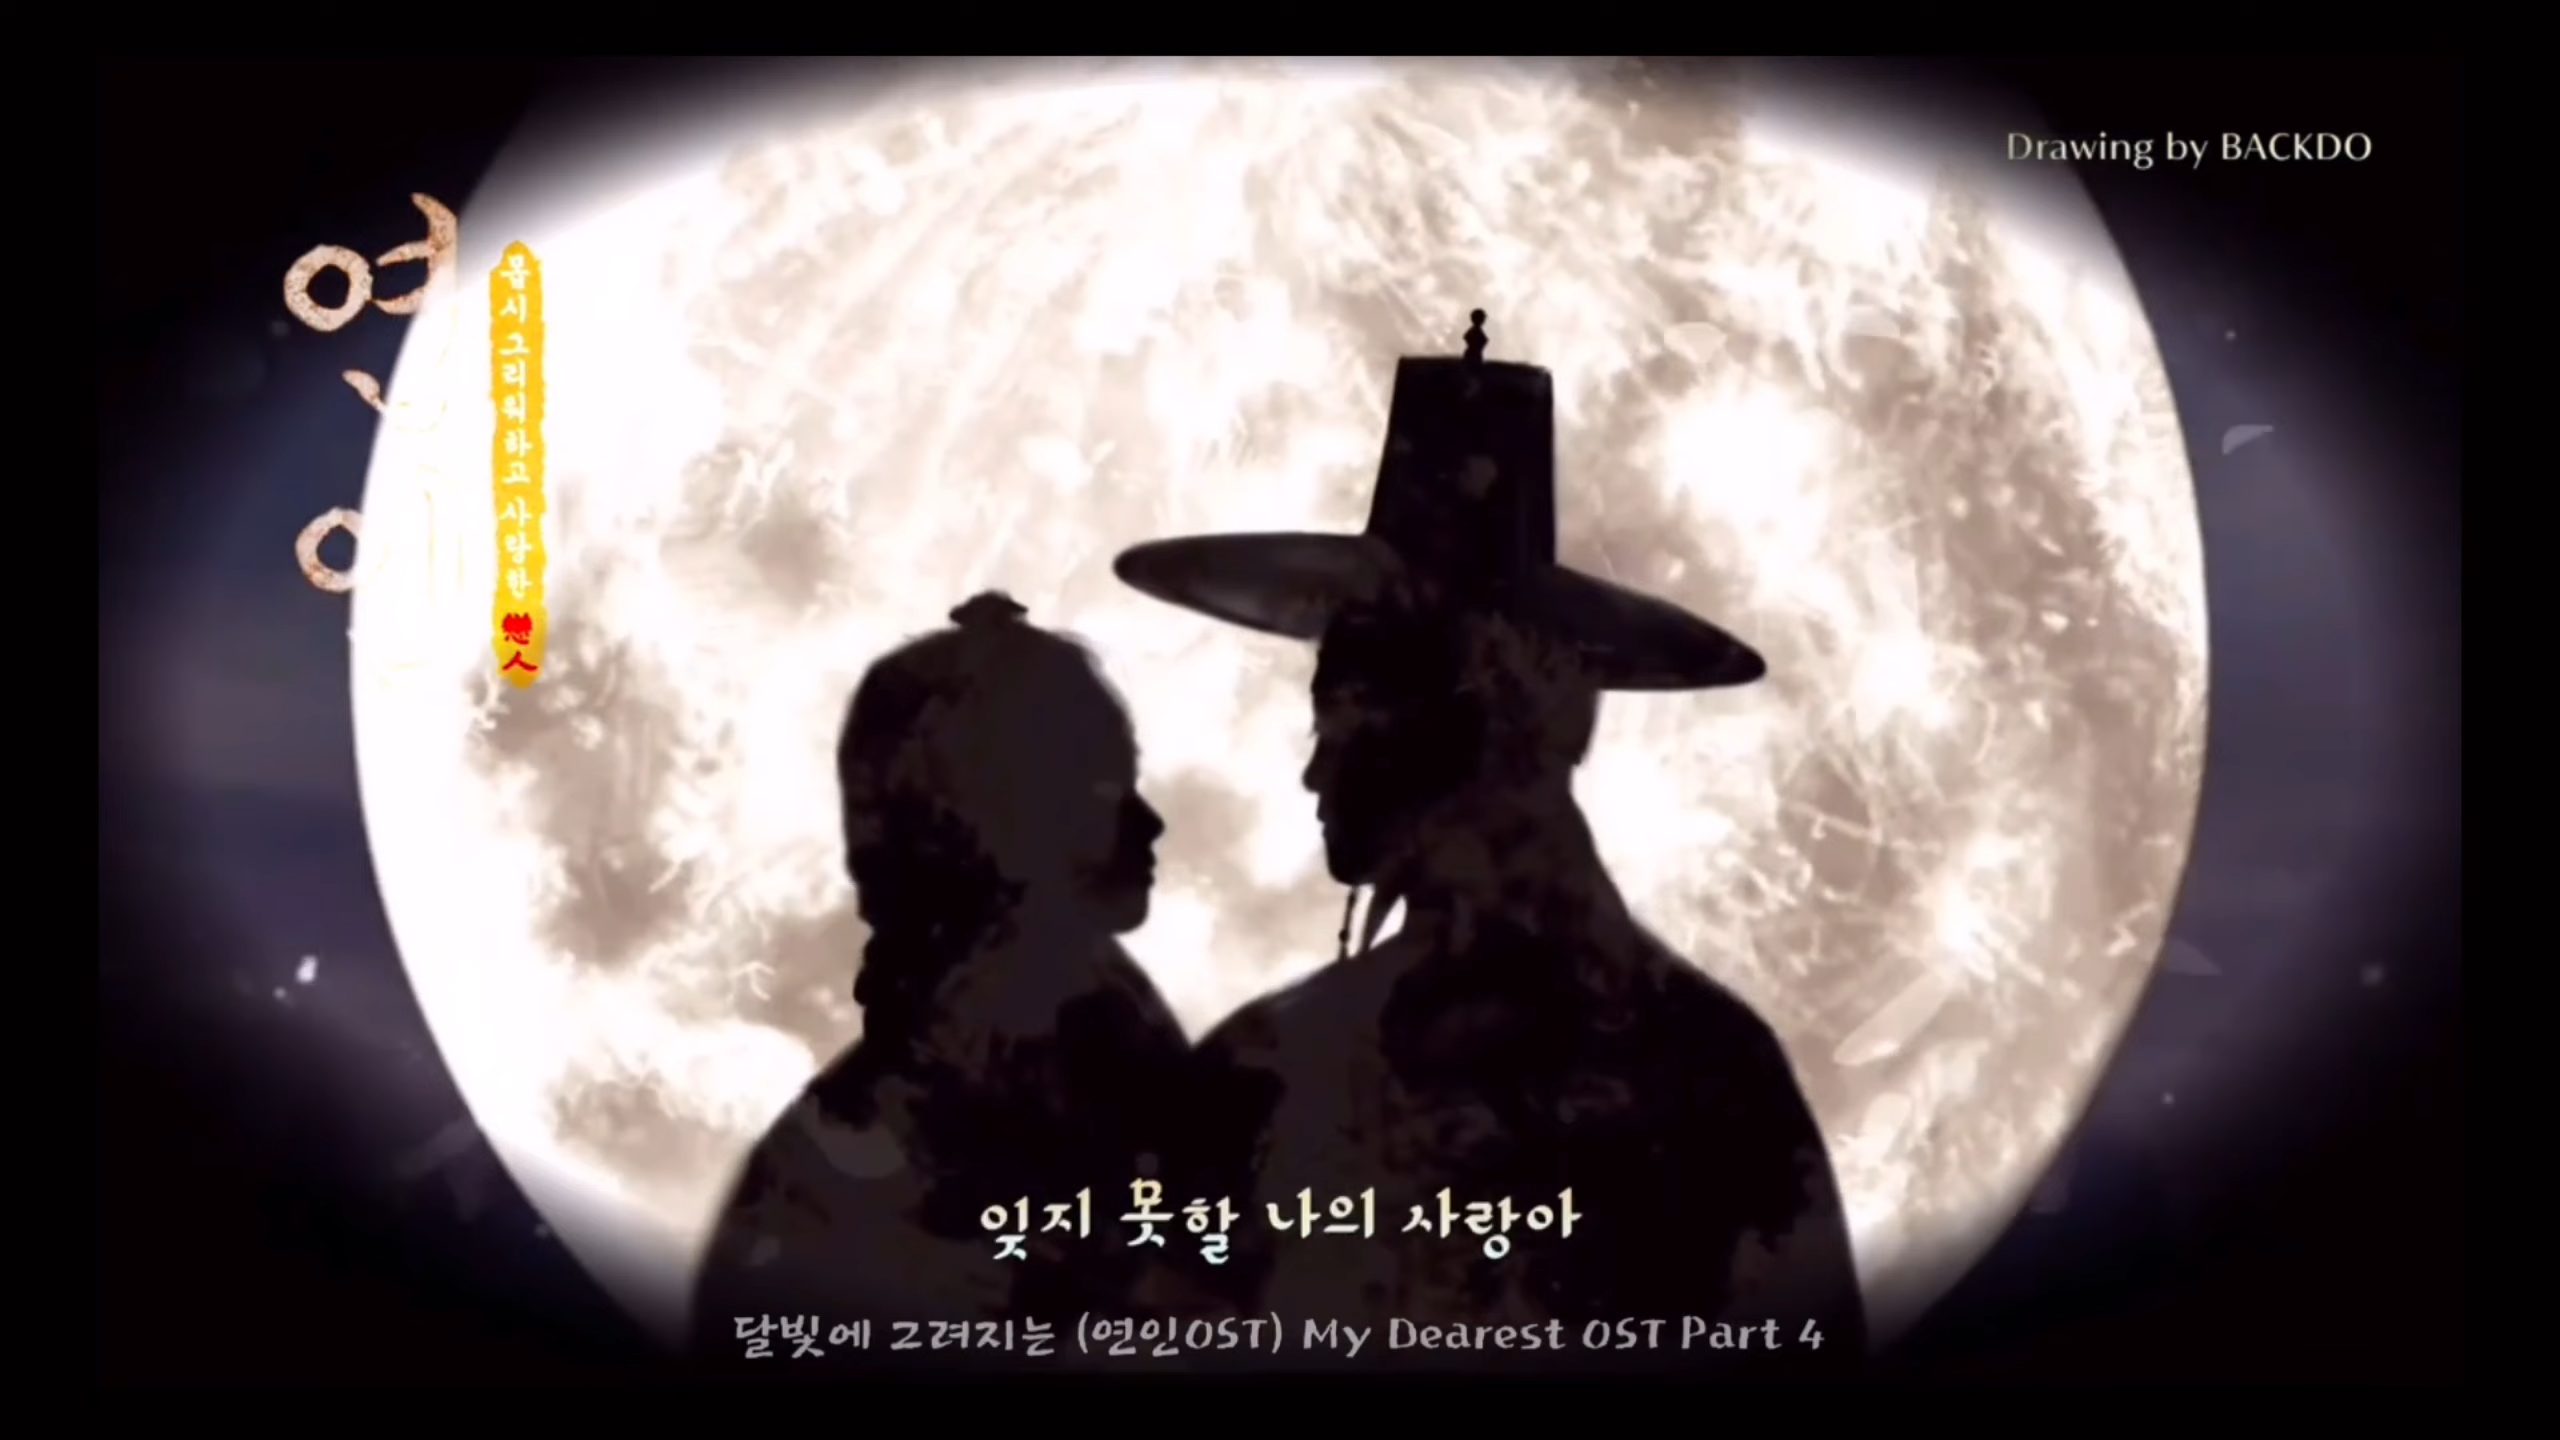 Drawing by BACKDO
연인
몹시 그리워하고 사랑한 戀人
잊지 못할 나의 사랑아
달빛에 그려지는 (연인OST) My Dearest OST Part 4